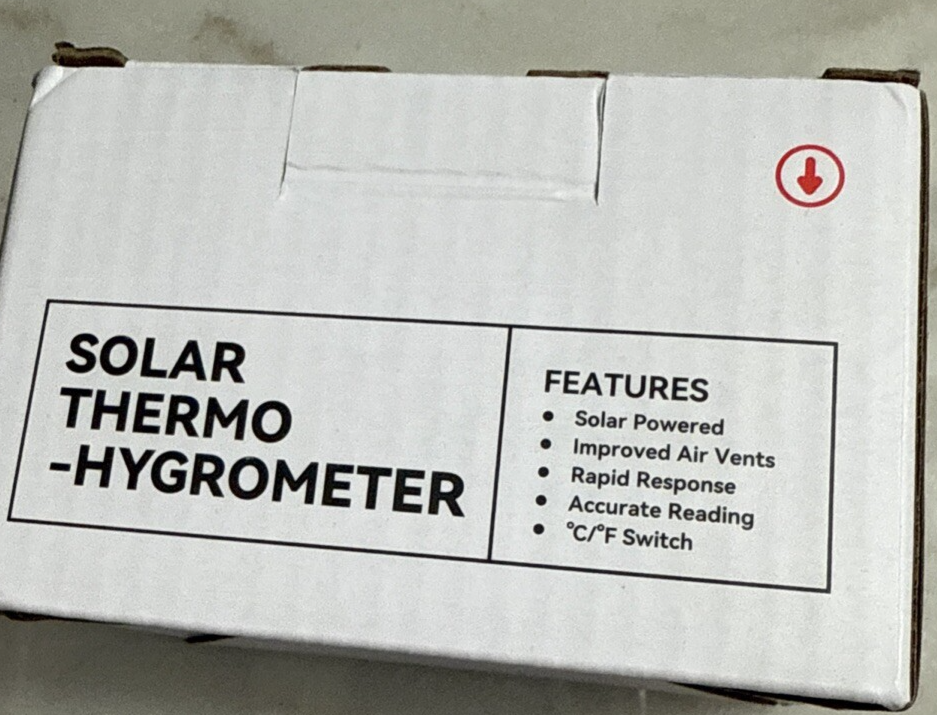 SOLAR
THERMO
-HYGROMETER
FEATURES
• Solar Powered
• Improved Air Vents
• Rapid Response
• Accurate Reading
• °C/°F Switch